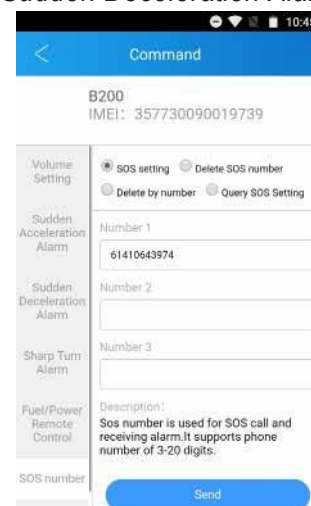 10:45
Command
B200
IMEI: 357730090019739
Volume
Setting
Sudden
Acceleration
Alarm
Sudden
Deceleration
Alarm
Sharp Turn
Alarm
Fuel/Power
Remote
Control
SOS number
SOS setting Delete SOS number
Delete by number Query SOS Setting
Number 1
61410643974
Number 2
Number 3
Description:
Sos number is used for SOS call and
receiving alarm.It supports phone
number of 3-20 digits.
Send